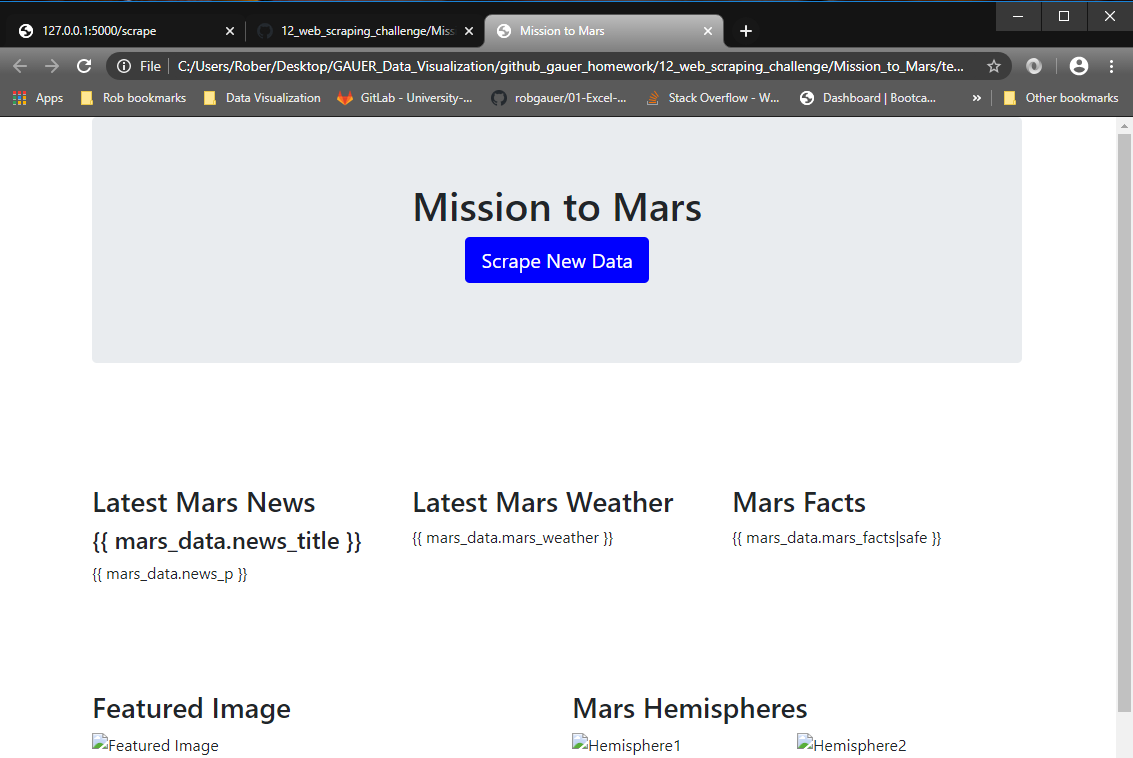 127.0.0.1:5000/scrape
12_web_scraping_challenge/Miss
Mission to Mars
File
C:/Users/Rober/Desktop/GAUER_Data_Visualization/github_gauer_homework/12_web_scraping_challenge/Mission_to_Mars/te...
Apps
Rob bookmarks
Data Visualization
GitLab - University-...
robgauer/01-Excel-...
Stack Overflow - W...
Dashboard | Bootca...
»
Other bookmarks
Mission to Mars
Scrape New Data
Latest Mars News
{{ mars_data.news_title }}
{{ mars_data.news_p }}
Latest Mars Weather
{{ mars_data.mars_weather }}
Mars Facts
{{ mars_data.mars_facts|safe }}
Featured Image
Featured Image
Mars Hemispheres
Hemisphere1
Hemisphere2